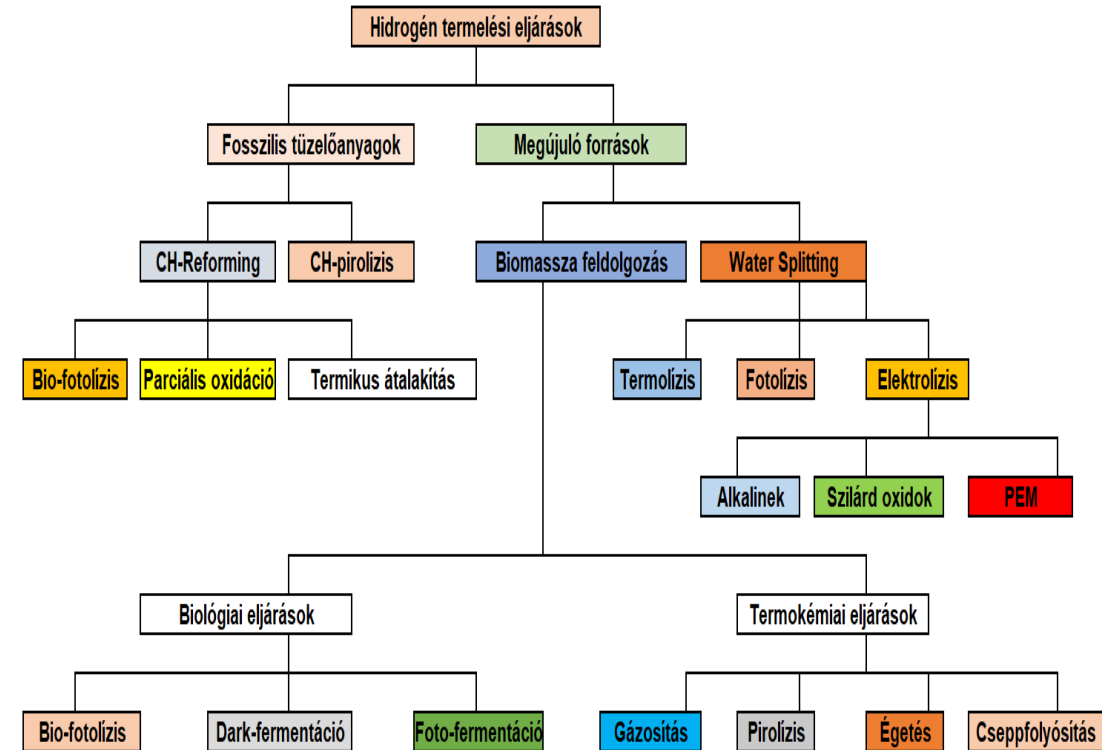 Hidrogén termelési eljárások
Fosszilis tüzelőanyagok
Megújuló források
CH-Reforming
CH-pirolízis
Biomassza feldolgozás
Water Splitting
Bio-fotolízis
Parciális oxidáció
Termikus átalakítás
Termolízis
Fotolízis
Elektrolízis
Alkalinek
Szilárd oxidok
PEM
Biológiai eljárások
Termokémiai eljárások
Bio-fotolízis
Dark-fermentáció
Foto-fermentáció
Gázosítás
Pirolízis
Égetés
Cseppfolyósítás